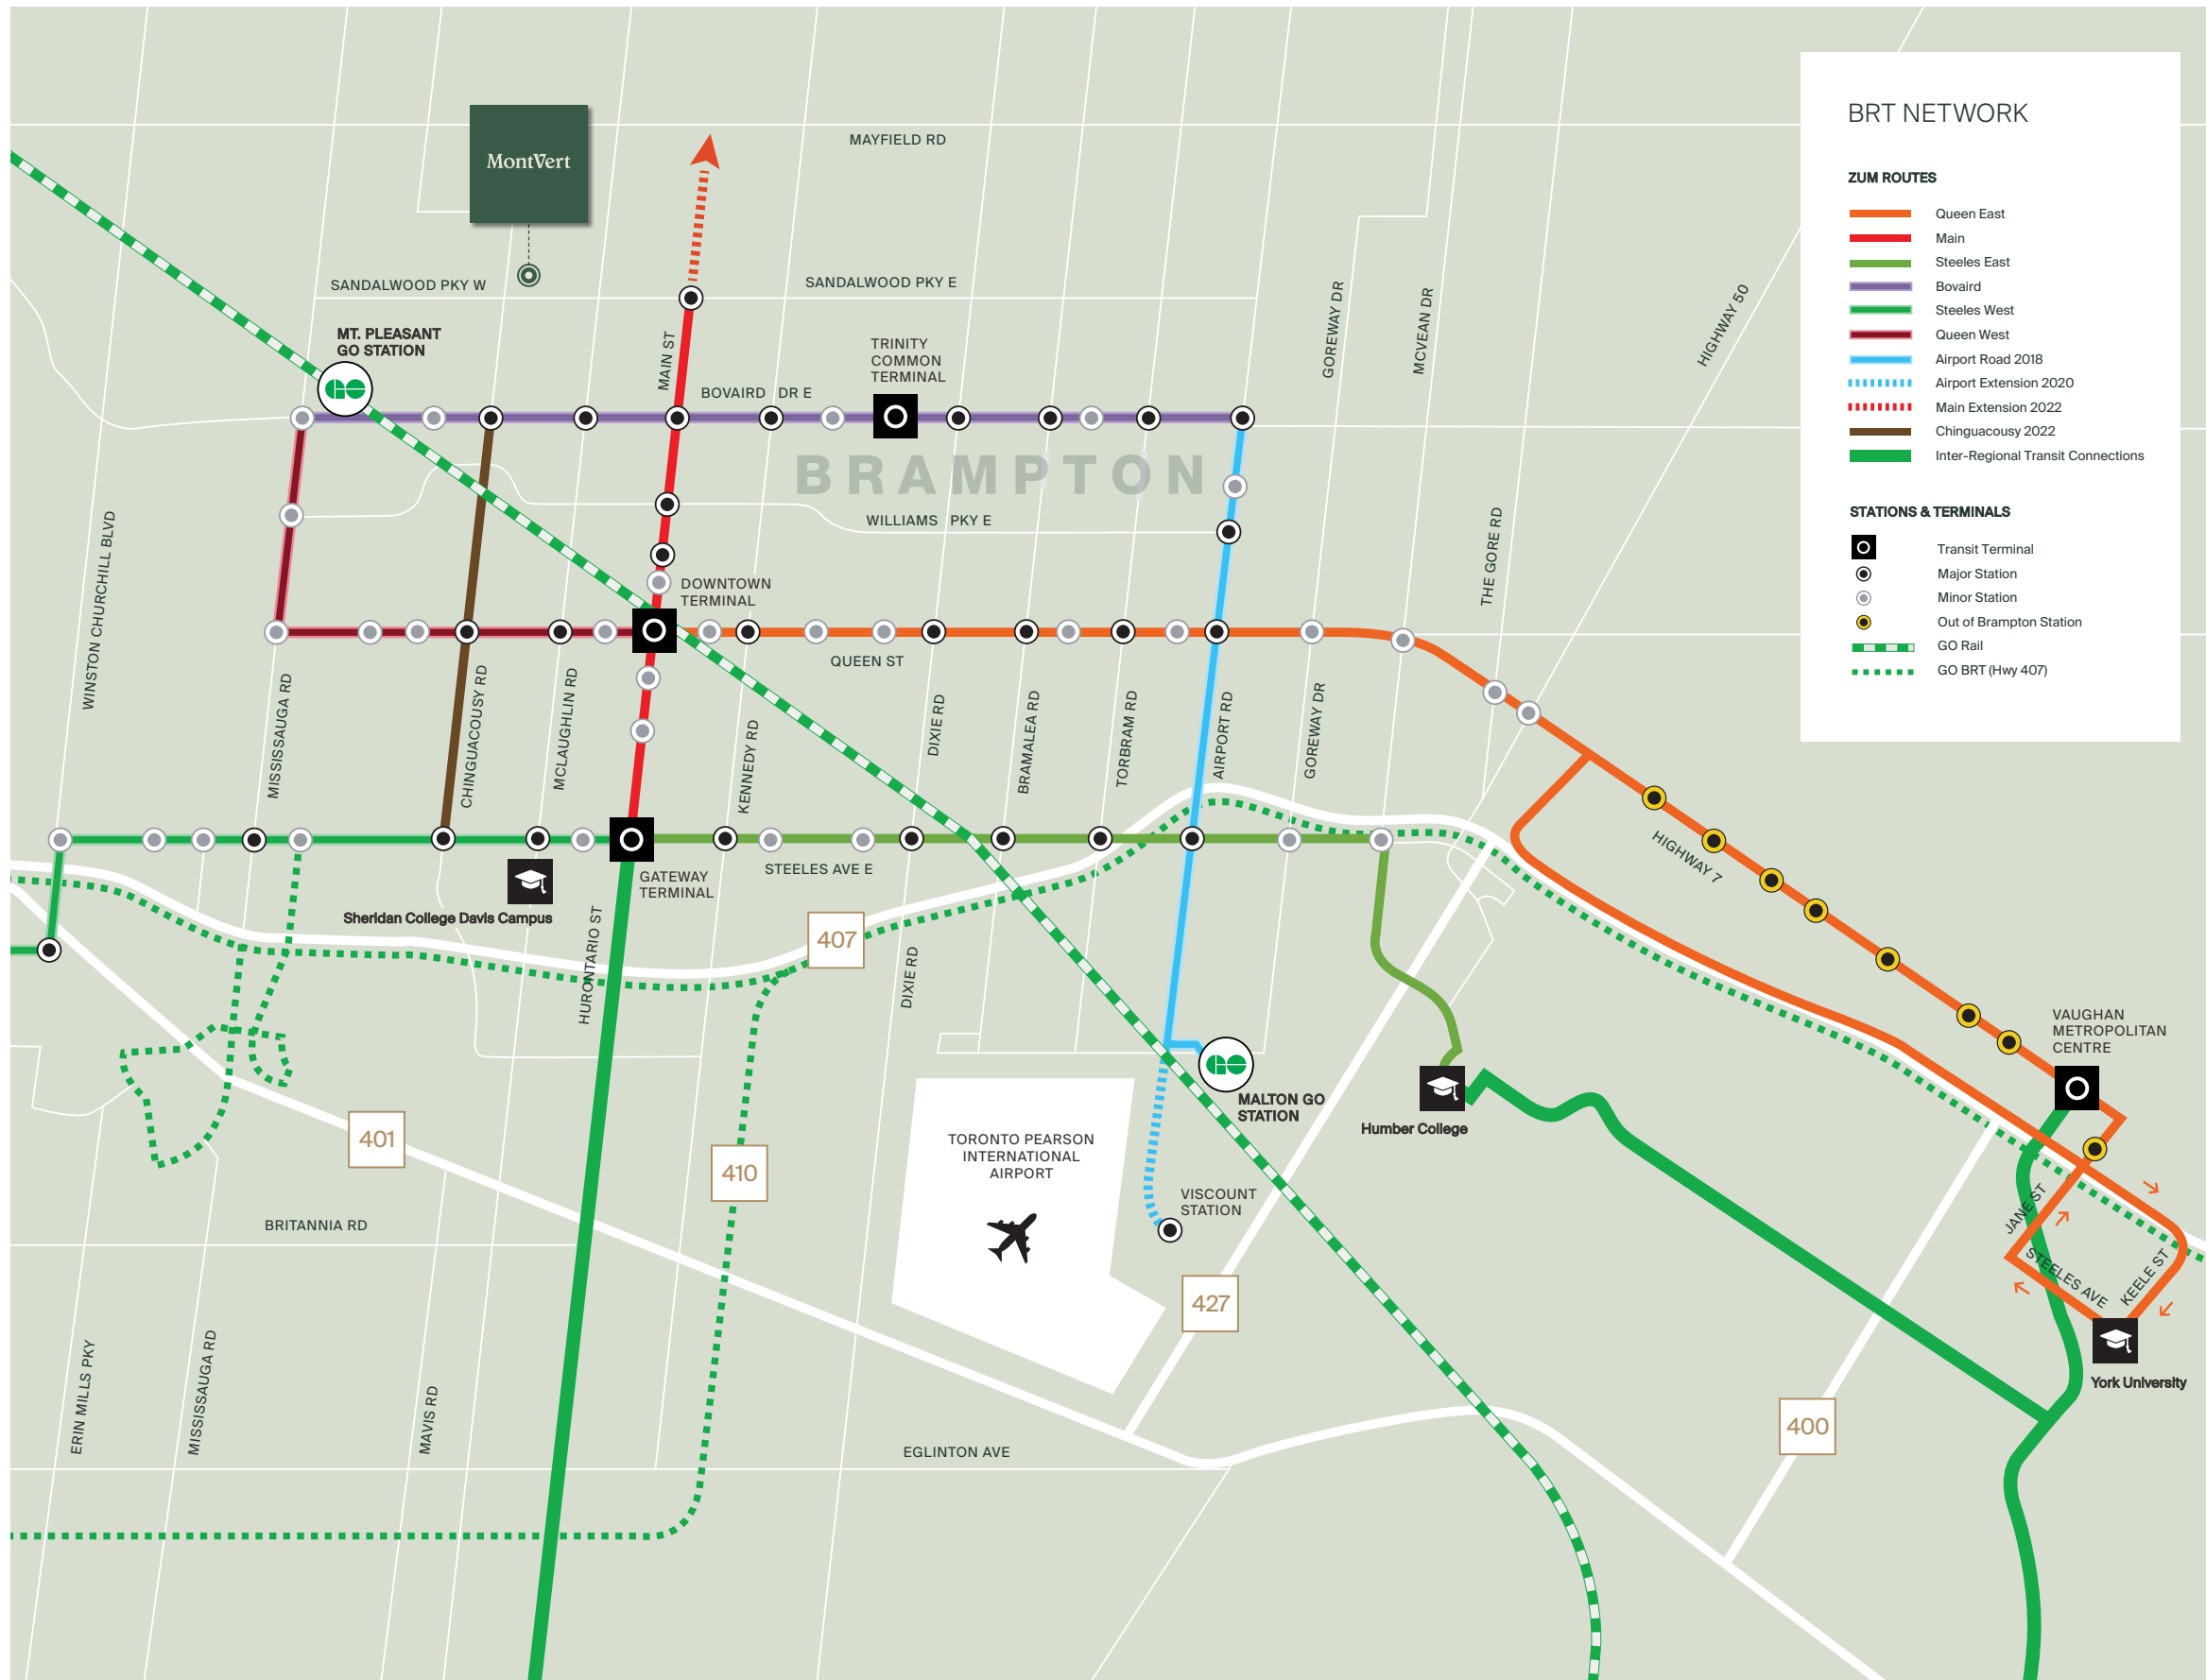 MontVert
MAYFIELD RD
SANDALWOOD PKY W
SANDALWOOD PKY E
MT. PLEASANT
GO STATION
GO
MAIN ST
TRINITY
COMMON
TERMINAL
BOVAIRD DR E
GOREWAY DR
MCVEAN DR
HIGHWAY 50
BRAMPTON
WILLIAMS PKY E
WINSTON CHURCHILL BLVD
THE GORE RD
DOWNTOWN
TERMINAL
QUEEN ST
MISSISSAUGA RD
CHINGUACOUSY RD
MCLAUGHLIN RD
KENNEDY RD
DIXIE RD
BRAMALEA RD
TORBRAM RD
AIRPORT RD
GOREWAY DR
HIGHWAY 7
STEELES AVE E
GATEWAY
TERMINAL
Sheridan College Davis Campus
HURONTARIO ST
407
DIXIE RD
VAUGHAN
METROPOLITAN
CENTRE
GO
MALTON GO
STATION
Humber College
401
410
TORONTO PEARSON
INTERNATIONAL
AIRPORT
VISCOUNT
STATION
JANE ST
STEELES AVE
KEELE ST
BRITANNIA RD
427
York University
ERIN MILLS PKY
MISSISSAUGA RD
MAVIS RD
EGLINTON AVE
400
BRT NETWORK
ZUM ROUTES
Queen East
Main
Steeles East
Bovaird
Steeles West
Queen West
Airport Road 2018
Airport Extension 2020
Main Extension 2022
Chinguacousy 2022
Inter-Regional Transit Connections
STATIONS & TERMINALS
Transit Terminal
Major Station
Minor Station
Out of Brampton Station
GO Rail
GO BRT (Hwy 407)